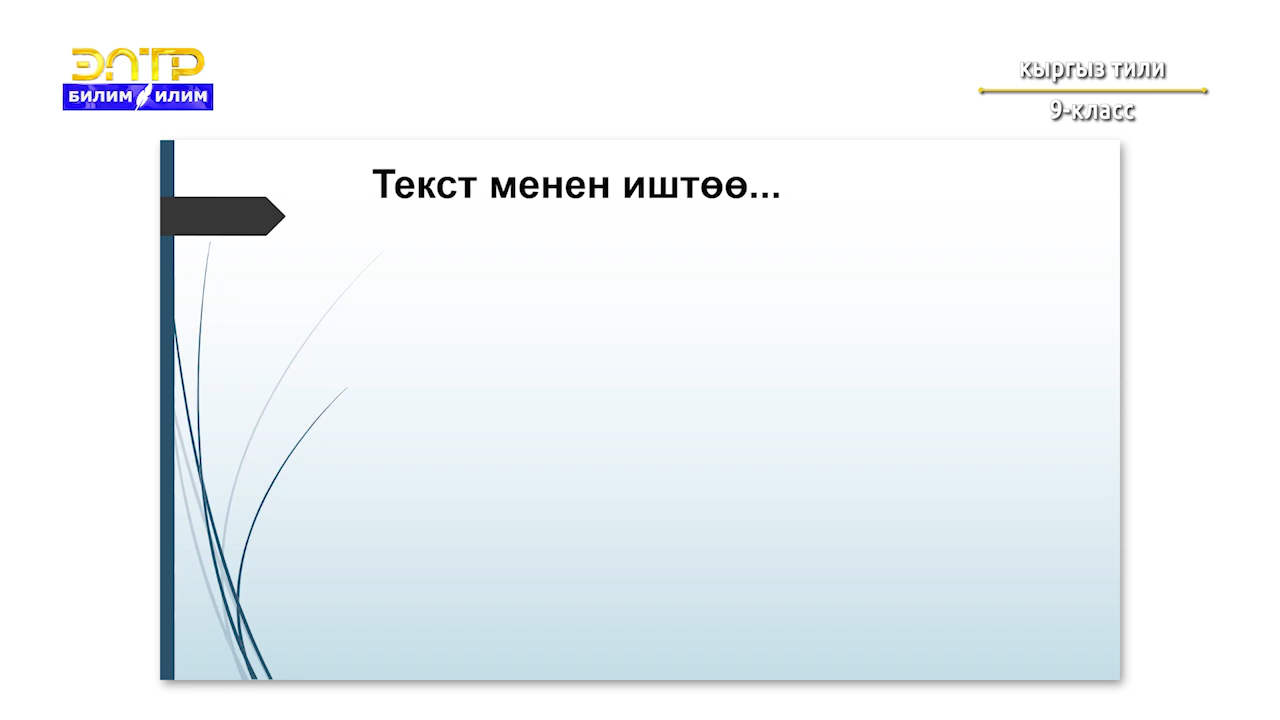 ЭЛТР
БИЛИМ ИЛИМ
кыргыз тили
9-класс
Текст менен иштөө...